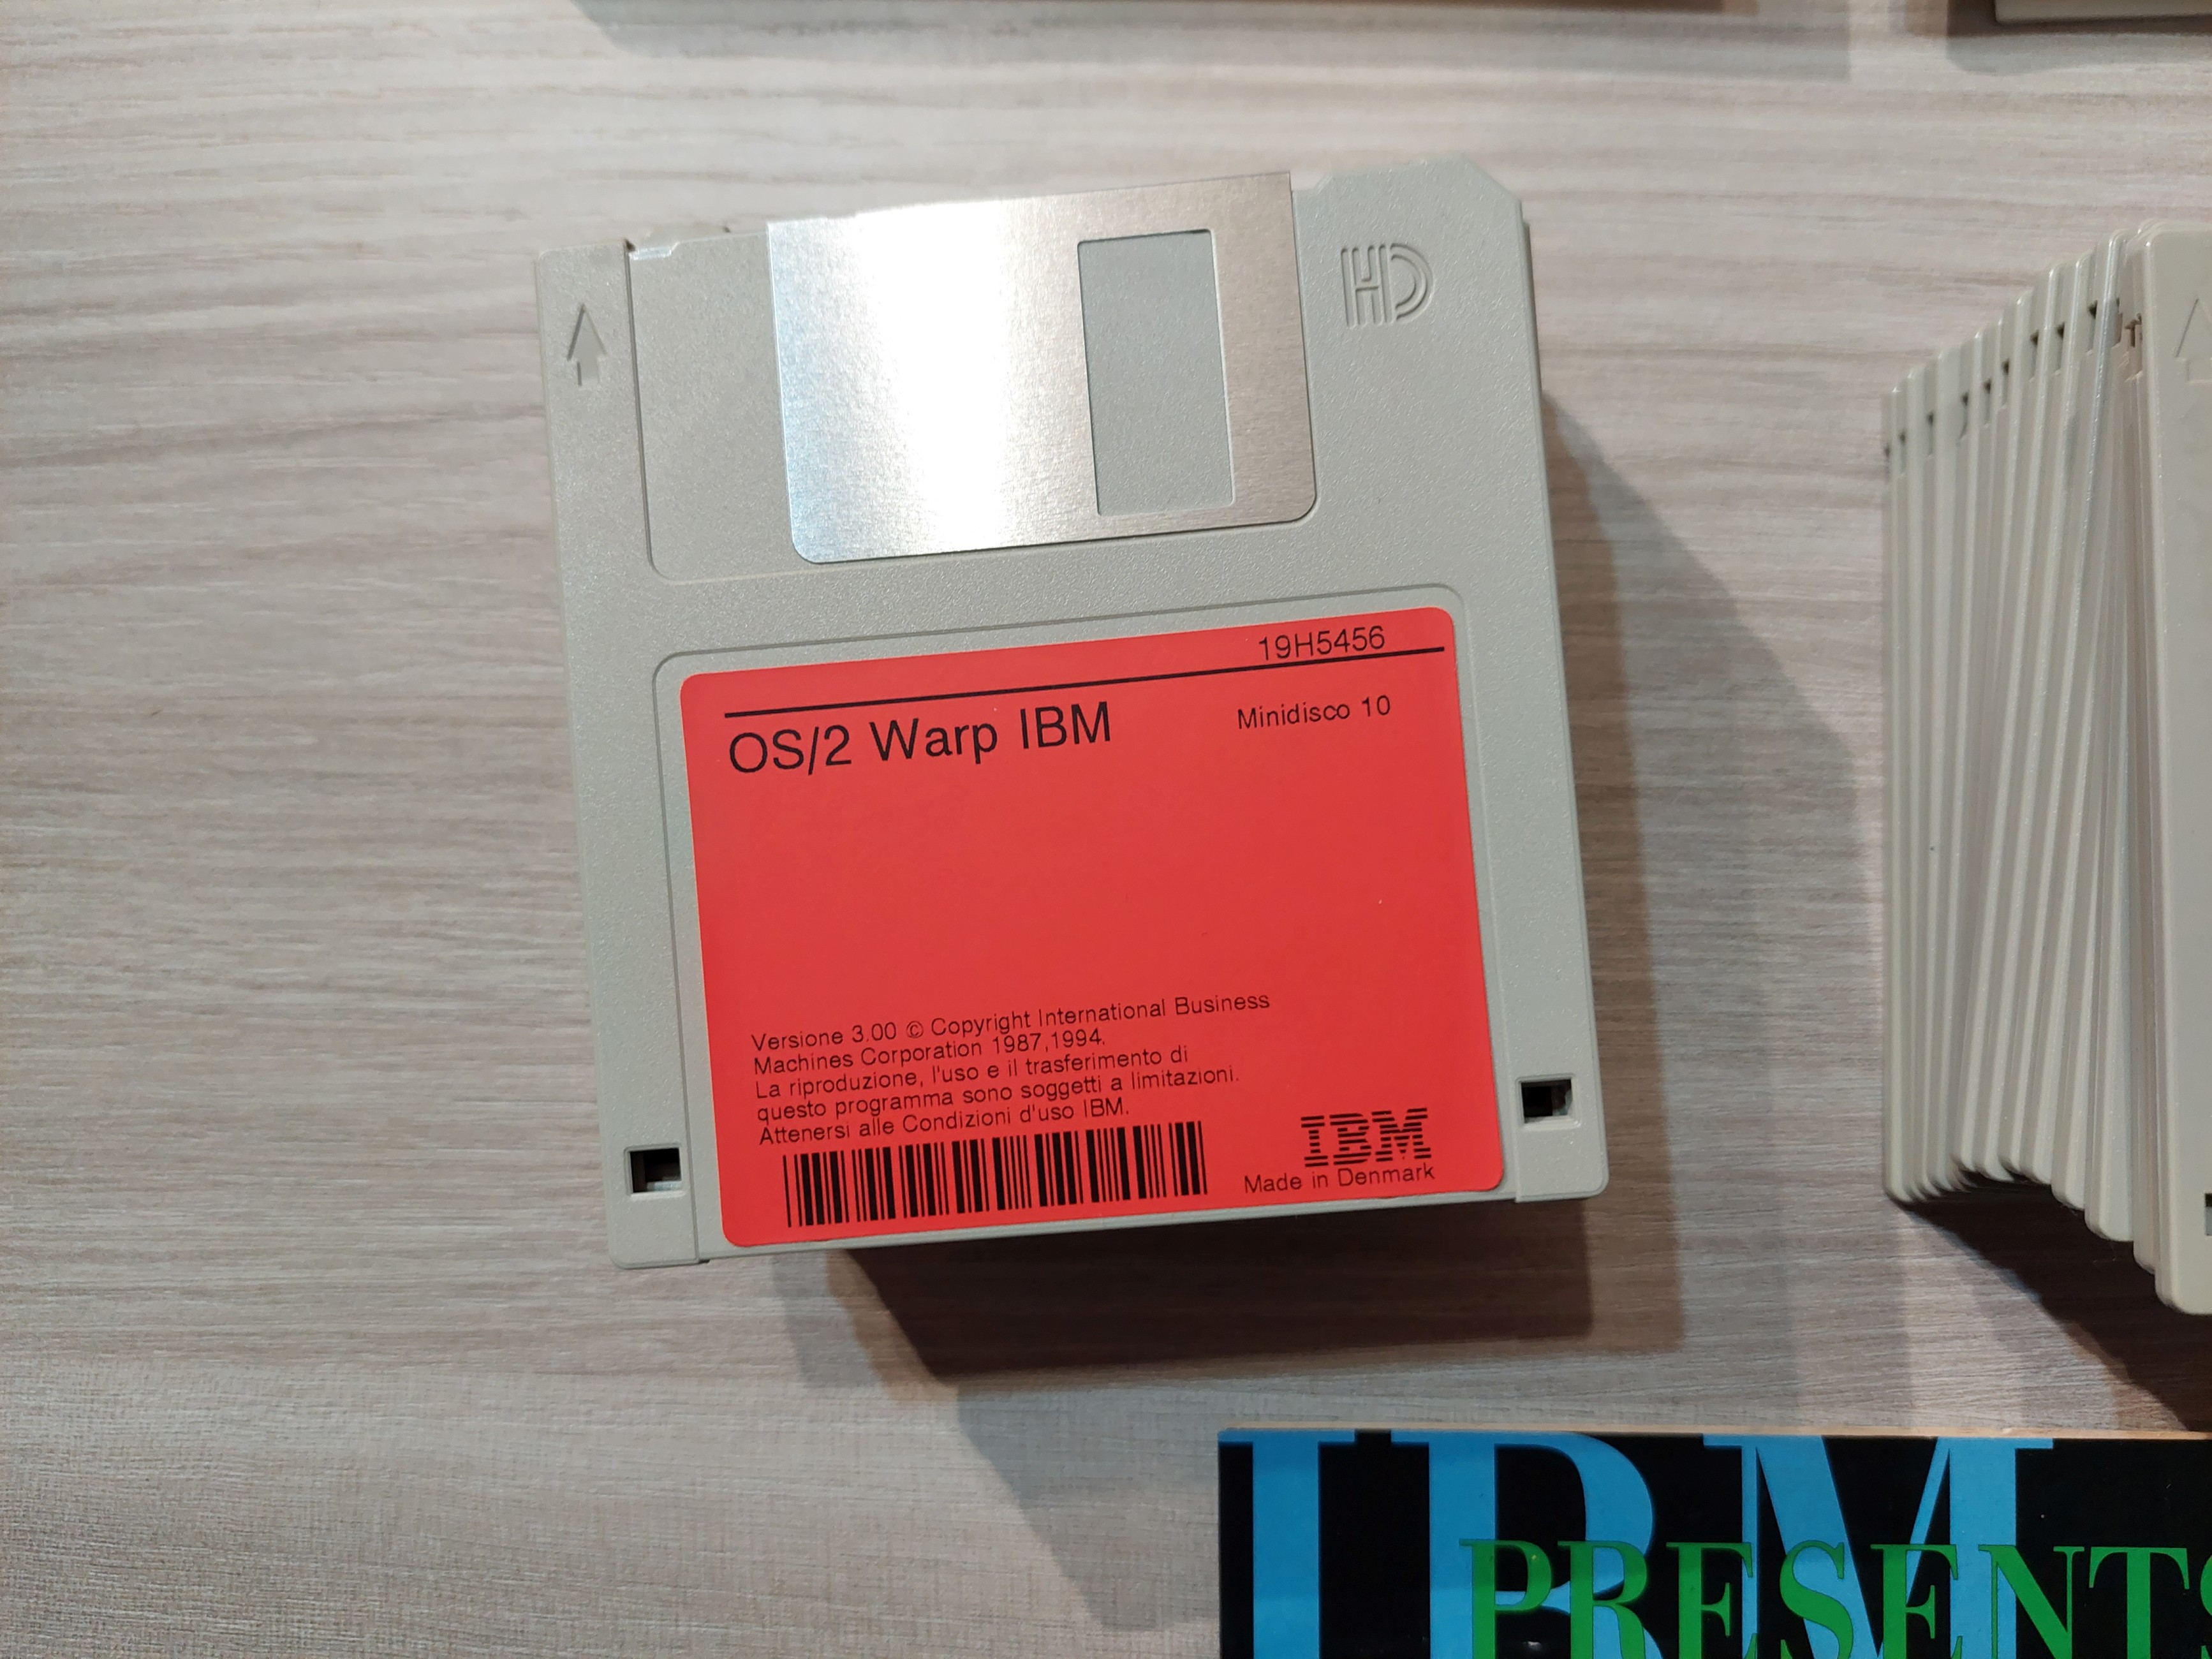 HD
19H5456
OS/2 Warp IBM
Minidisco 10
Versione 3.00 © Copyright International Business
Machines Corporation 1987,1994.
La riproduzione, l'uso e il trasferimento di
questo programma sono soggetti a limitazioni.
Attenersi alle Condizioni d'uso IBM.
IBM
Made in Denmark
IBM
PRESENTS